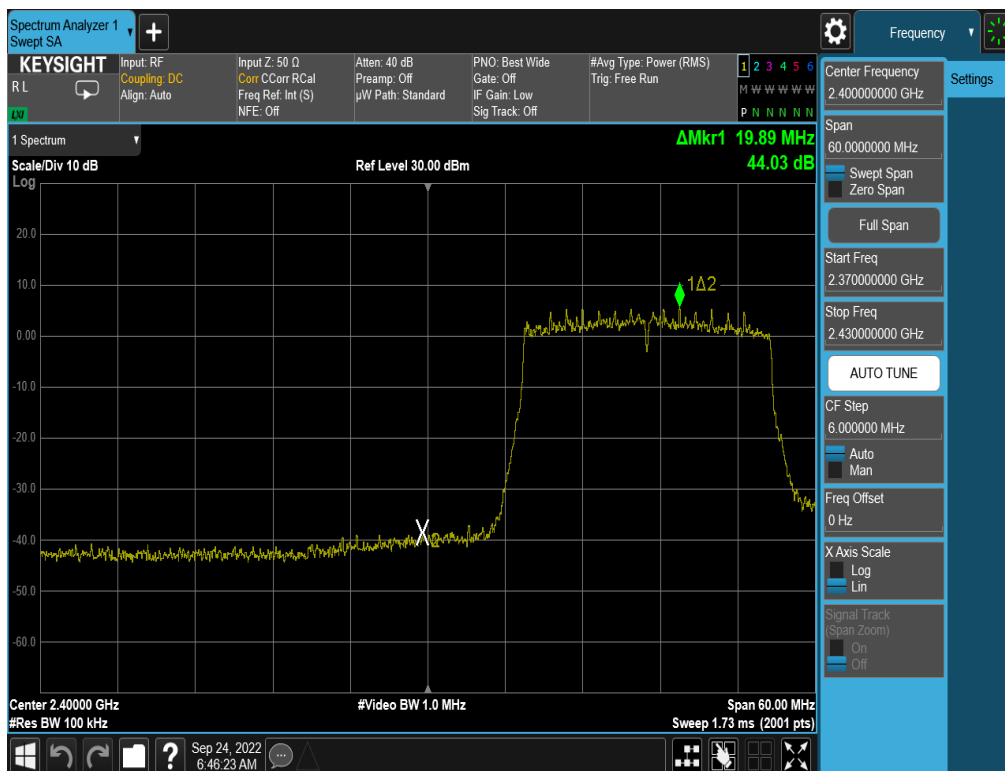 Spectrum Analyzer 1
Swept SA
Frequency
KEYSIGHT
R L
LXI
Input: RF
Coupling: DC
Align: Auto
Input Z: 50 Ω
Corr CCorr RCal
Freq Ref: Int (S)
NFE: Off
Atten: 40 dB
Preamp: Off
µW Path: Standard
PNO: Best Wide
Gate: Off
IF Gain: Low
Sig Track: Off
#Avg Type: Power (RMS)
Trig: Free Run
1 2 3 4 5 6
M W W W W W
P N N N N N
1 Spectrum
Scale/Div 10 dB
Ref Level 30.00 dBm
ΔMkr1 19.89 MHz
44.03 dB
Log
20.0
10.0
0.00
-10.0
-20.0
-30.0
-40.0
-50.0
-60.0
1Δ2
X2
Center 2.40000 GHz
#Res BW 100 kHz
#Video BW 1.0 MHz
Span 60.00 MHz
Sweep 1.73 ms (2001 pts)
Center Frequency
2.400000000 GHz
Span
60.0000000 MHz
Swept Span
Zero Span
Full Span
Start Freq
2.370000000 GHz
Stop Freq
2.430000000 GHz
AUTO TUNE
CF Step
6.000000 MHz
Auto
Man
Freq Offset
0 Hz
X Axis Scale
Log
Lin
Signal Track
(Span Zoom)
On
Off
Settings
?
Sep 24, 2022
6:46:23 AM